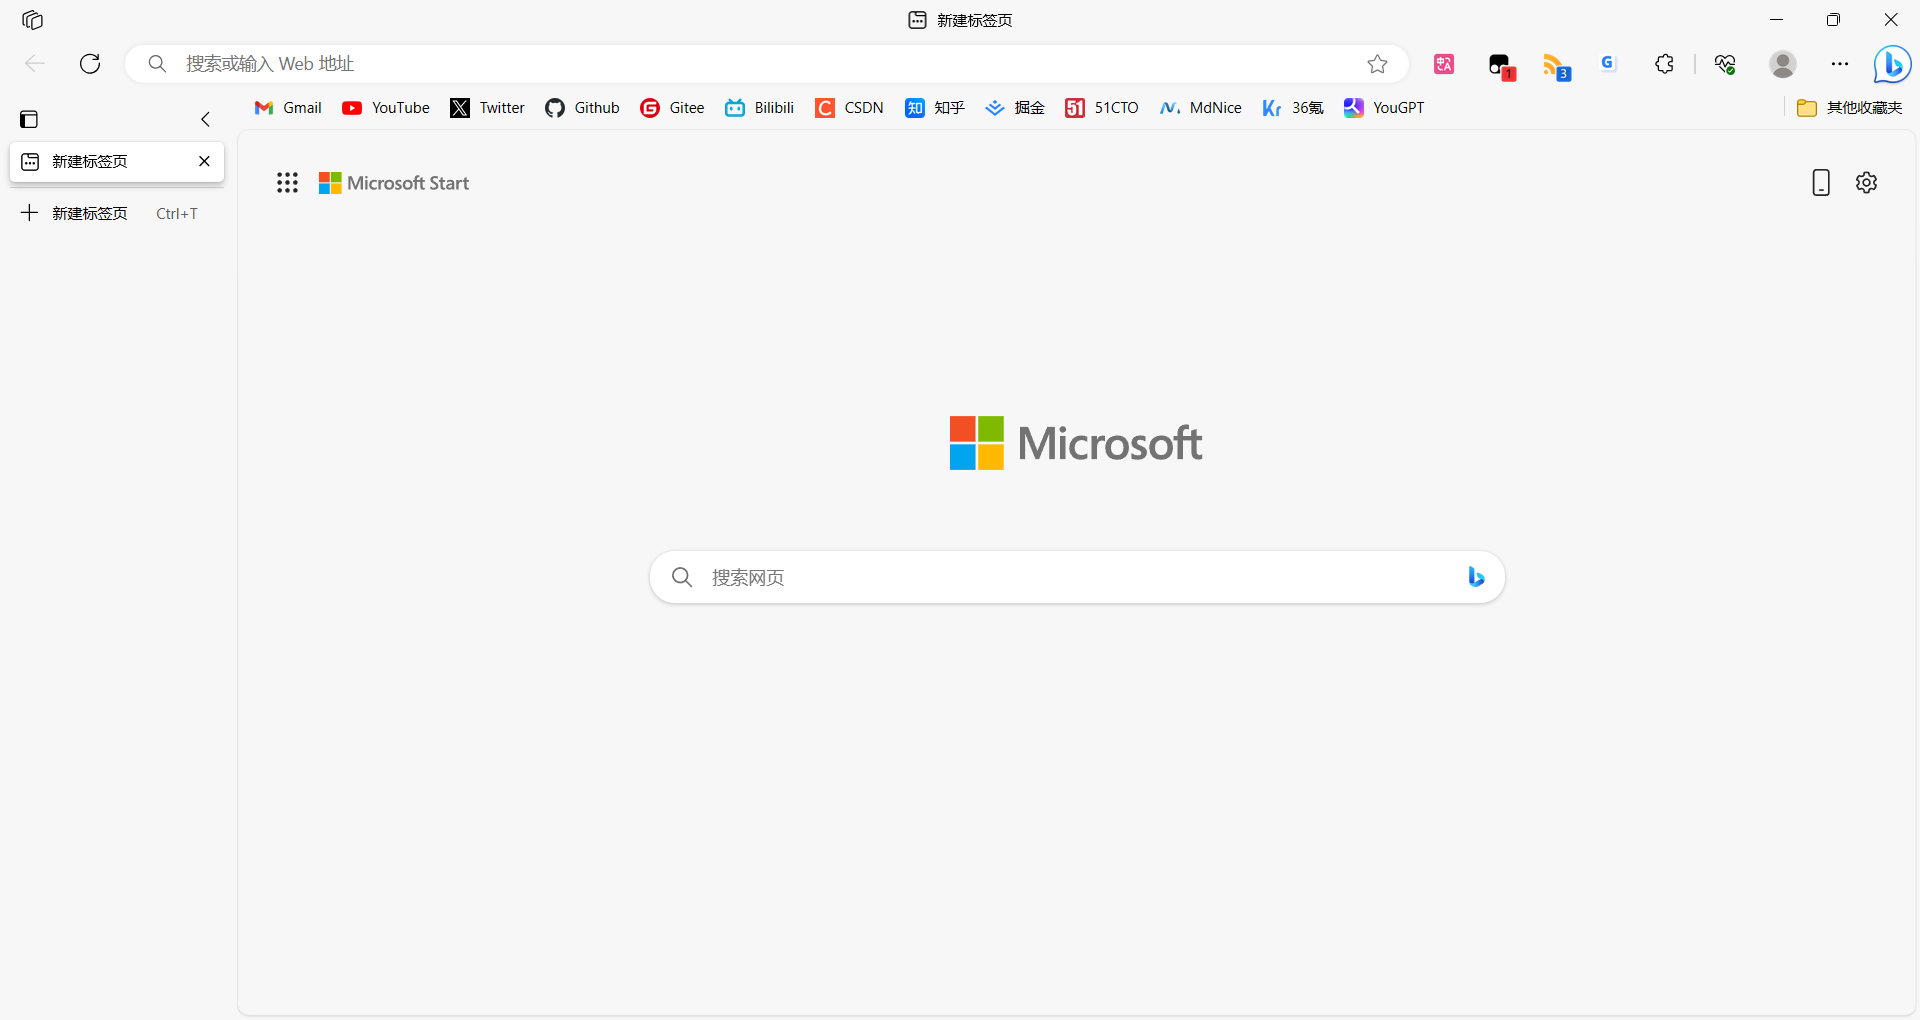 新建标签页
搜索或输入 Web 地址
1
3
G
Gmail YouTube Twitter Github Gitee Bilibili CSDN 知乎 掘金 51CTO MdNice 36氪 YouGPT 其他收藏夹
新建标签页
Microsoft Start
新建标签页 Ctrl+T
Microsoft
搜索网页